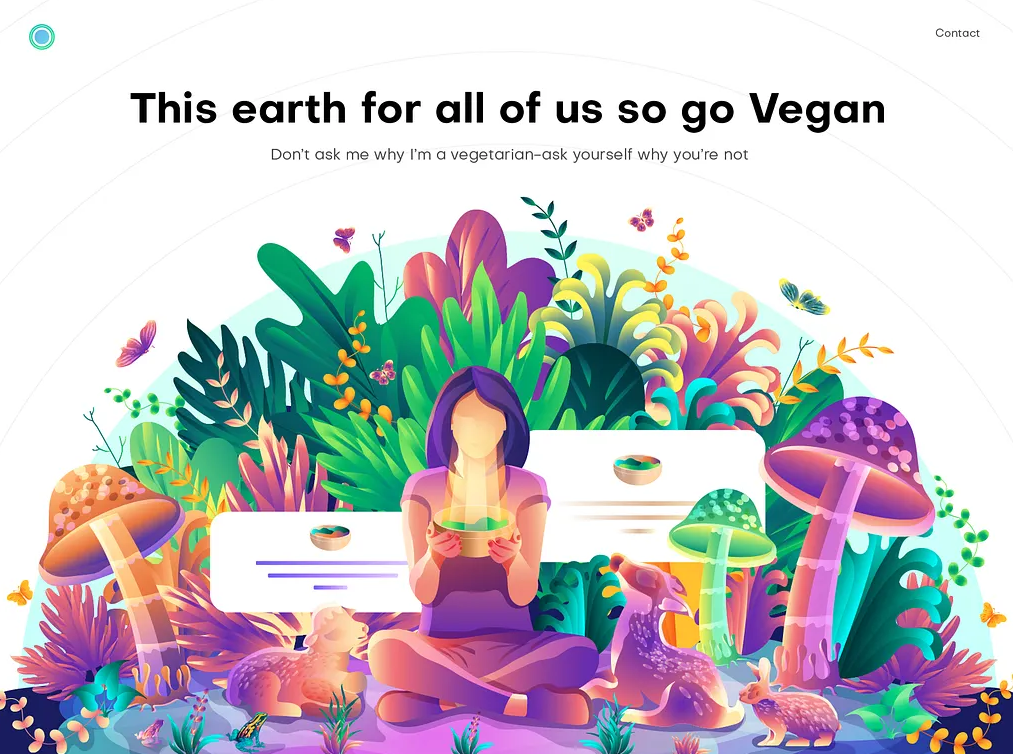 Contact
This earth for all of us so go Vegan
Don't ask me why I'm a vegetarian–ask yourself why you're not